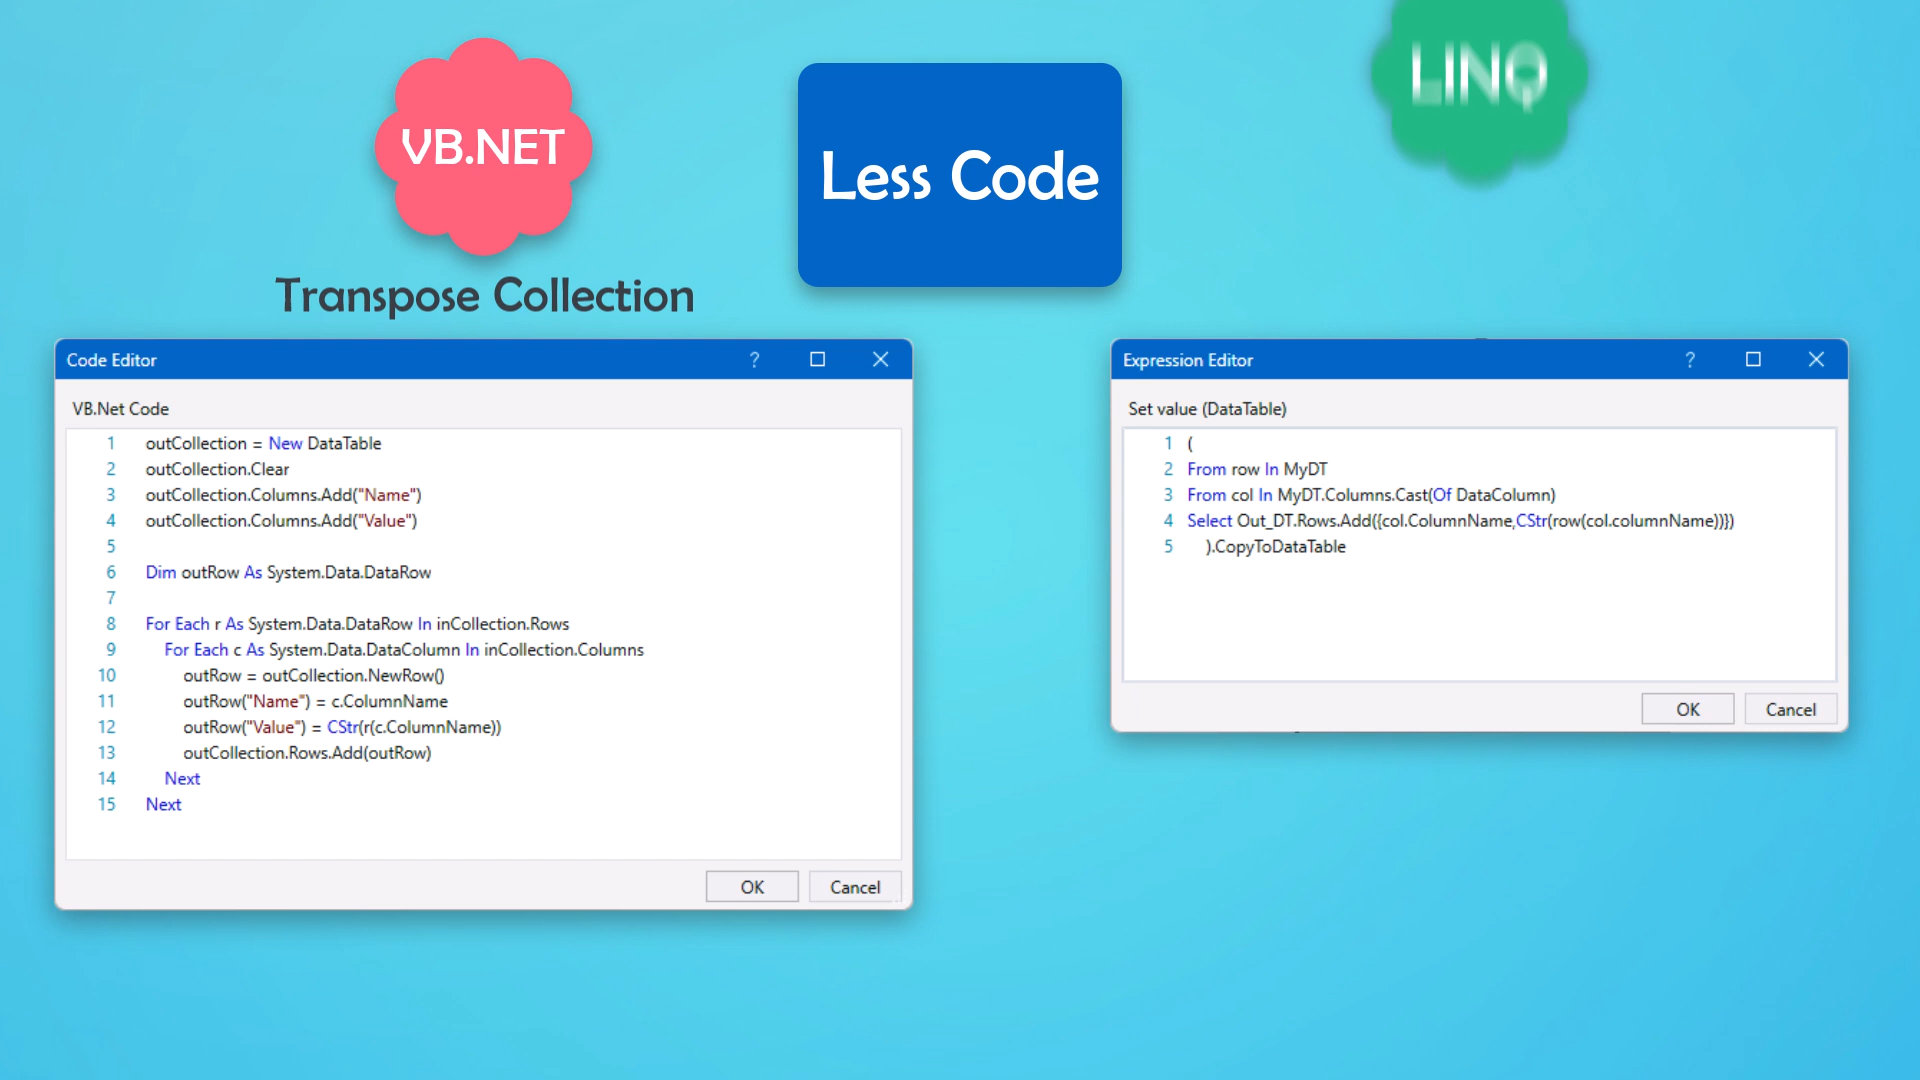 VB.NET
Less Code
LINQ
Transpose Collection
Code Editor
?
VB.Net Code
1 outCollection = New DataTable
2 outCollection.Clear
3 outCollection.Columns.Add("Name")
4 outCollection.Columns.Add("Value")
5
6 Dim outRow As System.Data.DataRow
7
8 For Each r As System.Data.DataRow In inCollection.Rows
9 For Each c As System.Data.DataColumn In inCollection.Columns
10 outRow = outCollection.NewRow()
11 outRow("Name") = c.ColumnName
12 outRow("Value") = CStr(r(c.ColumnName))
13 outCollection.Rows.Add(outRow)
14 Next
15 Next
OK Cancel
Expression Editor
?
Set value (DataTable)
1 (
2 From row In MyDT
3 From col In MyDT.Columns.Cast(Of DataColumn)
4 Select Out_DT.Rows.Add({col.ColumnName,CStr(row(col.columnName))})
5 ).CopyToDataTable
OK Cancel